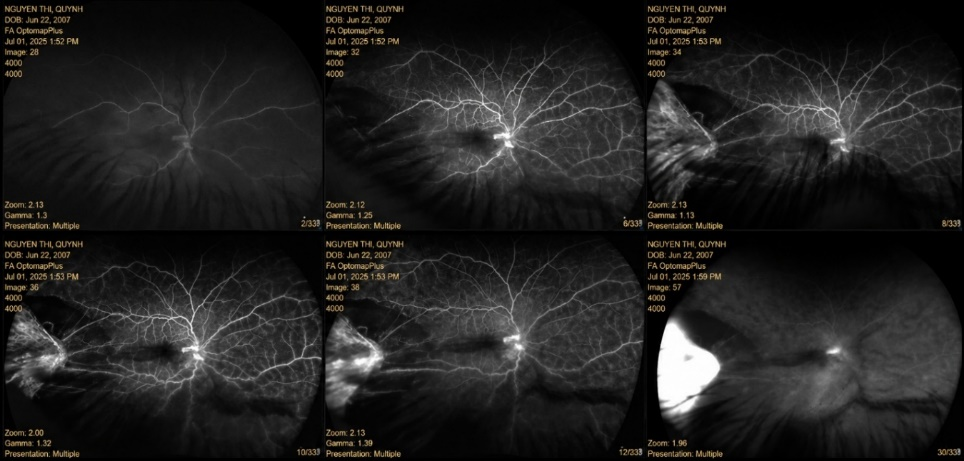 NGUYEN THI, QUYNH
DOB: Jun 22, 2007
FA OptomapPlus
Jul 01, 2025 1:52 PM
Image: 28
4000
4000
Zoom: 2.13
Gamma: 1.3
Presentation: Multiple
2/33
NGUYEN THI, QUYNH
DOB: Jun 22, 2007
FA OptomapPlus
Jul 01, 2025 1:52 PM
Image: 32
4000
4000
Zoom: 2.12
Gamma: 1.25
Presentation: Multiple
6/33
NGUYEN THI, QUYNH
DOB: Jun 22, 2007
FA OptomapPlus
Jul 01, 2025 1:53 PM
Image: 34
4000
4000
Zoom: 2.13
Gamma: 1.13
Presentation: Multiple
8/33
NGUYEN THI, QUYNH
DOB: Jun 22, 2007
FA OptomapPlus
Jul 01, 2025 1:53 PM
Image: 36
4000
4000
Zoom: 2.00
Gamma: 1.32
Presentation: Multiple
10/33
NGUYEN THI, QUYNH
DOB: Jun 22, 2007
FA OptomapPlus
Jul 01, 2025 1:53 PM
Image: 38
4000
4000
Zoom: 2.13
Gamma: 1.39
Presentation: Multiple
12/33
NGUYEN THI, QUYNH
DOB: Jun 22, 2007
FA OptomapPlus
Jul 01, 2025 1:59 PM
Image: 57
4000
4000
Zoom: 1.96
Presentation: Multiple
30/33